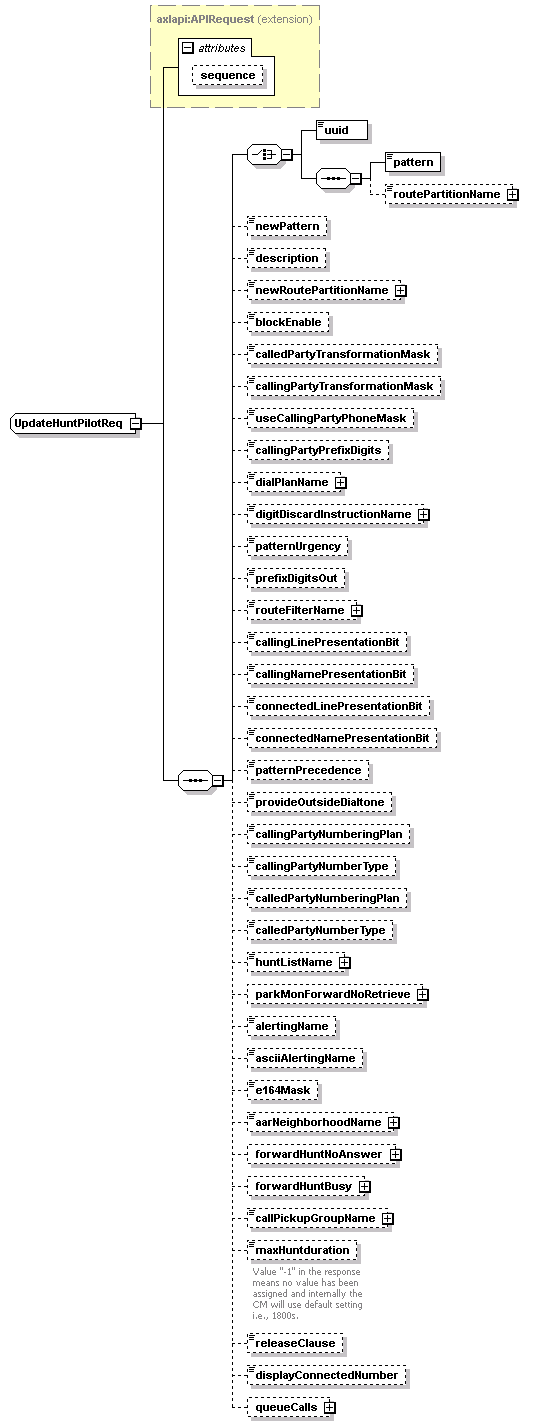 axlapi:APIRequest (extension)
attributes
sequence
uuid
pattern
routePartitionName
newPattern
description
newRoutePartitionName
blockEnable
calledPartyTransformationMask
callingPartyTransformationMask
UpdateHuntPilotReq
useCallingPartyPhoneMask
callingPartyPrefixDigits
dialPlanName
digitDiscardInstructionName
patternUrgency
prefixDigitsOut
routeFilterName
callingLinePresentationBit
callingNamePresentationBit
connectedLinePresentationBit
connectedNamePresentationBit
patternPrecedence
provideOutsideDialtone
callingPartyNumberingPlan
callingPartyNumberType
calledPartyNumberingPlan
calledPartyNumberType
huntListName
parkMonForwardNoRetrieve
alertingName
asciiAlertingName
e164Mask
aarNeighborhoodName
forwardHuntNoAnswer
forwardHuntBusy
callPickupGroupName
maxHuntduration
Value "-1" in the response
means no value has been
assigned and internally the
CM will use default setting
i.e., 1800s.
releaseClause
displayConnectedNumber
queueCalls